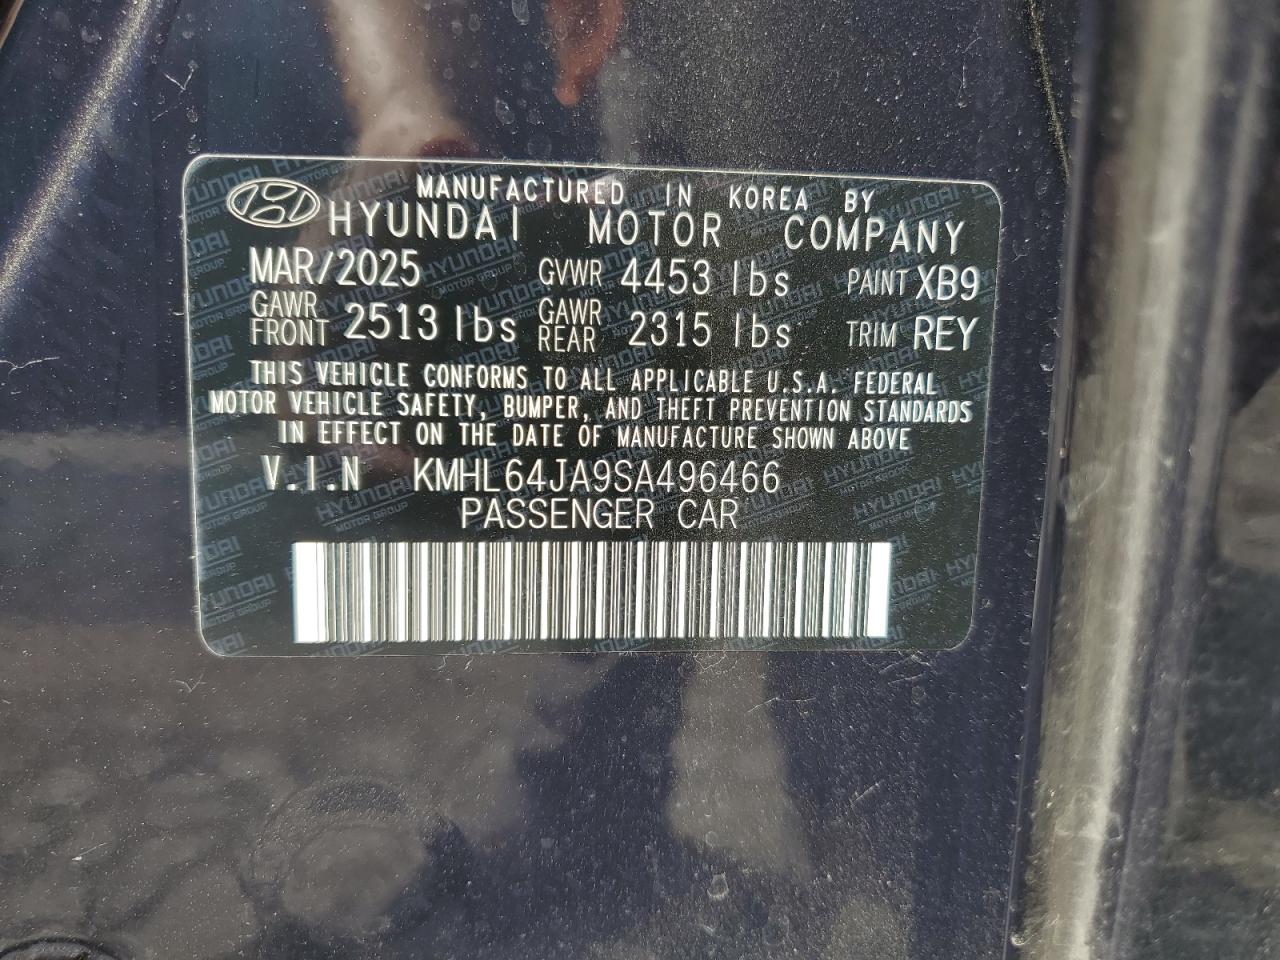 MANUFACTURED IN KOREA BY
HYUNDAI MOTOR COMPANY
MAR/2025 GVWR 4453 lbs PAINT XB9
GAWR FRONT 2513 lbs GAWR REAR 2315 lbs TRIM REY
THIS VEHICLE CONFORMS TO ALL APPLICABLE U.S.A. FEDERAL
MOTOR VEHICLE SAFETY, BUMPER, AND THEFT PREVENTION STANDARDS
IN EFFECT ON THE DATE OF MANUFACTURE SHOWN ABOVE
V.I.N KMHL64JA9SA496466
PASSENGER CAR